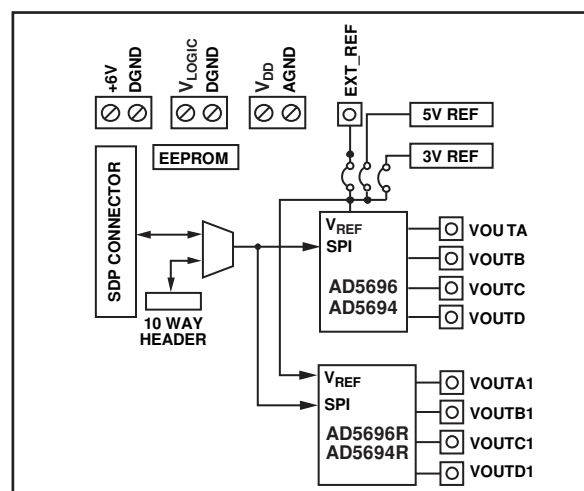 +6V
DGND
VLOGIC
DGND
VDD
AGND
EXT_REF
5V REF
3V REF
EEPROM
SDP CONNECTOR
10 WAY
HEADER
VREF
SPI
AD5696
AD5694
VOUTA
VOUTB
VOUTC
VOUTD
VREF
SPI
AD5696R
AD5694R
VOUTA1
VOUTB1
VOUTC1
VOUTD1